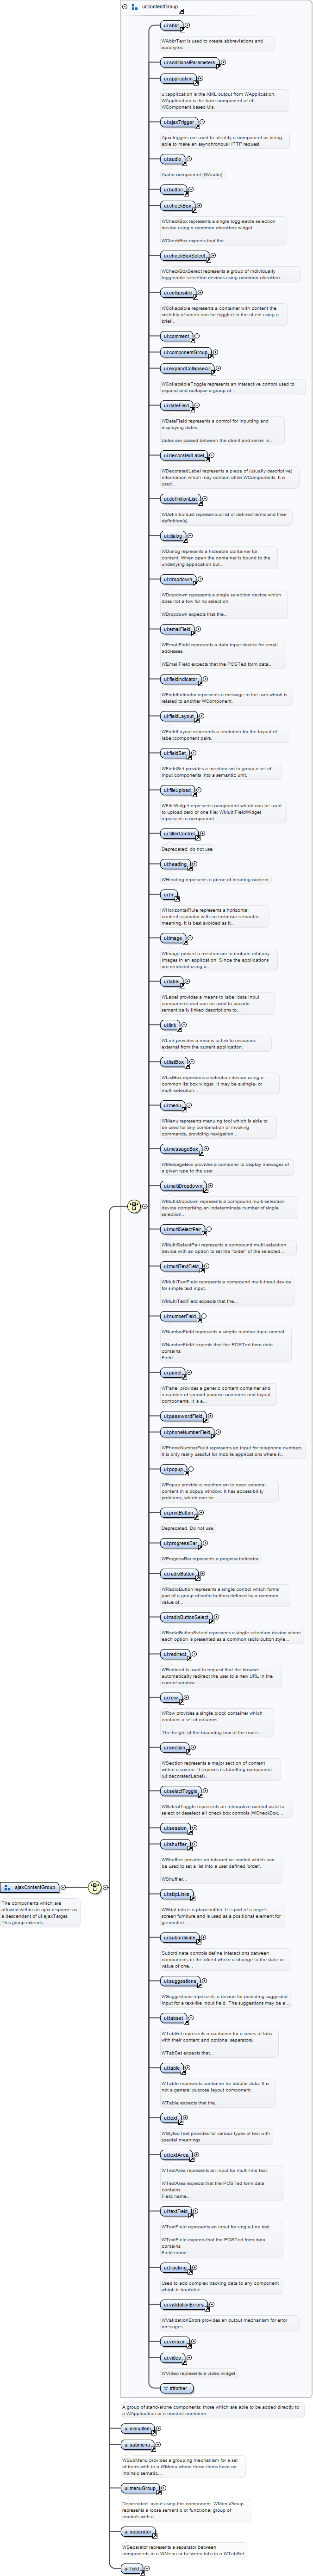 ui:contentGroup
ui:abbr
WAbbrText is used to create abbreviations and
acronyms.
ui:additionalParameters
ui:application
ui:application is the XML output from WApplication.
WApplication is the base component of all
WComponent based UIs.
ui:ajaxTrigger
Ajax triggers are used to identify a component as being
able to make an asynchronous HTTP request.
ui:audio
Audio component (WAudio).
ui:button
ui:checkBox
WCheckBox represents a single toggleable selection
device using a common checkbox widget.
WCheckBox expects that the...
ui:checkBoxSelect
WCheckBoxSelect represents a group of individually
toggleable selection devices using common checkbox...
ui:collapsible
WCollapsible represents a container with content the
visibility of which can be toggled in the client using a
brief...
ui:comment
ui:componentGroup
ui:expandCollapseAll
WCollapsibleToggle represents an interactive control used to
expand and collapse a group of...
ui:dateField
WDateField represents a control for inputting and
displaying dates.
Dates are passed between the client and server in...
ui:decoratedLabel
WDecoratedLabel represents a piece of (usually descriptive)
information which may contain other WComponents. It is
used...
ui:definitionList
WDefinitionList represents a list of defined terms and their
definition(s).
ui:dialog
WDialog represents a hideable container for
content. When open the container is bound to the
underlying application but...
ui:dropdown
WDropdown represents a single selection device which
does not allow for no selection.
WDropdown expects that the...
ui:emailField
WEmailField represents a data input device for email
addresses.
WEmailField expects that the POSTed form data...
ui:fieldIndicator
WFieldIndicator represents a message to the user which is
related to another WComponent.
ui:fieldLayout
WFieldLayout represents a container for the layout of
label:component pairs.
ui:fieldSet
WFieldSet provides a mechanism to group a set of
input components into a semantic unit.
ui:fileUpload
WFileWidget represents component which can be used
to upload zero or one file; WMultiFileWidget
represents a component...
ui:filterControl
Deprecated: do not use.
ui:heading
WHeading represents a piece of heading content.
ui:hr
WHorizontalRule represents a horizontal
content separator with no instrinsic semantic
meaning. It is best avoided as it...
ui:image
WImage proved a mechanism to include arbitrary
images in an application. Since the applications
are rendered using a...
ui:label
WLabel provides a means to label data input
components and can be used to provide
semantically linked descriptions to...
ui:link
WLink provides a means to link to resources
external from the current application.
ui:listBox
WListBox represents a selection device using a
common list box widget. It may be a single- or
multi-selection...
ui:menu
WMenu represents menuing tool which is able to
be used for any combination of invoking
commands, providing navigation...
ui:messageBox
WMessageBox provides a container to display messages of
a given type to the user.
ui:multiDropdown
WMultiDropdown represents a compound multi-selection
device comprising an indeterminate number of single
selection...
ui:multiSelectPair
WMultiSelectPair represents a compound multi-selection
device with an option to set the "order" of the selected...
ui:multiTextField
WMultiTextField represents a compound multi-input device
for simple text input.
WMultiTextField expects that the...
ui:numberField
WNumberField represents a simple number input control.
WNumberField expects that the POSTed form data
contains:
Field...
ui:panel
WPanel provides a generic content container and
a number of special purpose container and layout
components. It is a...
ui:passwordField
ui:phoneNumberField
WPhoneNumberField represents an input for telephone numbers.
It is only really useful for mobile applications where it...
ui:popup
WPopup provide a mechanism to open external
content in a popup window. It has accessibility
problems, which can be...
ui:printButton
Deprecated. Do not use.
ui:progressBar
WProgressBar represents a progress indicator.
ui:radioButton
WRadioButton represents a single control which forms
part of a group of radio buttons defined by a common
value of...
ui:radioButtonSelect
WRadioButtonSelect represents a single selection device where
each option is presented as a common radio button style...
ui:redirect
WRedirect is used to request that the browser
automatically redirect the user to a new URL in the
current window.
ui:row
WRow provides a single block container which
contains a set of columns.
The height of the bounding box of the row is...
ui:section
WSection represents a major section of content
within a screen. It exposes its labelling component
(ui:decoratedLabel)...
ui:selectToggle
WSelectToggle represents an interactive control used to
select or deselect all check box controls (WCheckBox,...
ui:session
ui:shuffler
WShuffler provides an interactive control which can
be used to set a list into a user defined 'order'.
WShuffler...
ui:skipLinks
WSkipLinks is a placeholder. It is part of a page's
screen furniture and is used as a positional element for
generated...
ui:subordinate
Subordinate controls define interactions between
components in the client where a change to the state or
value of one...
ui:suggestions
WSuggestions represents a device for providing suggested
input for a text-like input field. The suggestions may be a...
ui:tabset
WTabSet represents a container for a series of tabs
with their content and optional separators.
WTabSet expects that...
ui:table
WTable represents container for tabular data. It is
not a general purpose layout component.
WTable expects that the...
ui:text
WStyledText provides for various types of text with
special meanings.
ui:textArea
WTextArea represents an input for multi-line text.
WTextArea expects that the POSTed form data
contains:
Field name...
ui:textField
WTextField represents an input for single-line text.
WTextField expects that the POSTed form data
contains:
Field name...
ui:tracking
Used to add complex tracking data to any component
which is trackable.
ui:validationErrors
WValidationErrors provides an output mechanism for error
messages.
ui:version
ui:video
WVideo represents a video widget.
##other
A group of stand-alone components: those which are able to be added directly to
a WApplication or a content container.
ajaxContentGroup
The components which are
allowed within an ajax response as
a descendent of ui:ajaxTarget.
This group extends...
ui:menuItem
ui:submenu
WSubMenu provides a grouping mechanism for a set
of items with in a WMenu where those items have
an intrinsic semantic...
ui:menuGroup
Deprecated: avoid using this component. WMenuGroup
represents a loose semantic or functional group of
controls with a...
ui:separator
WSeparator represents a separator between
components in a WMenu or between tabs in a WTabSet.
ui:field